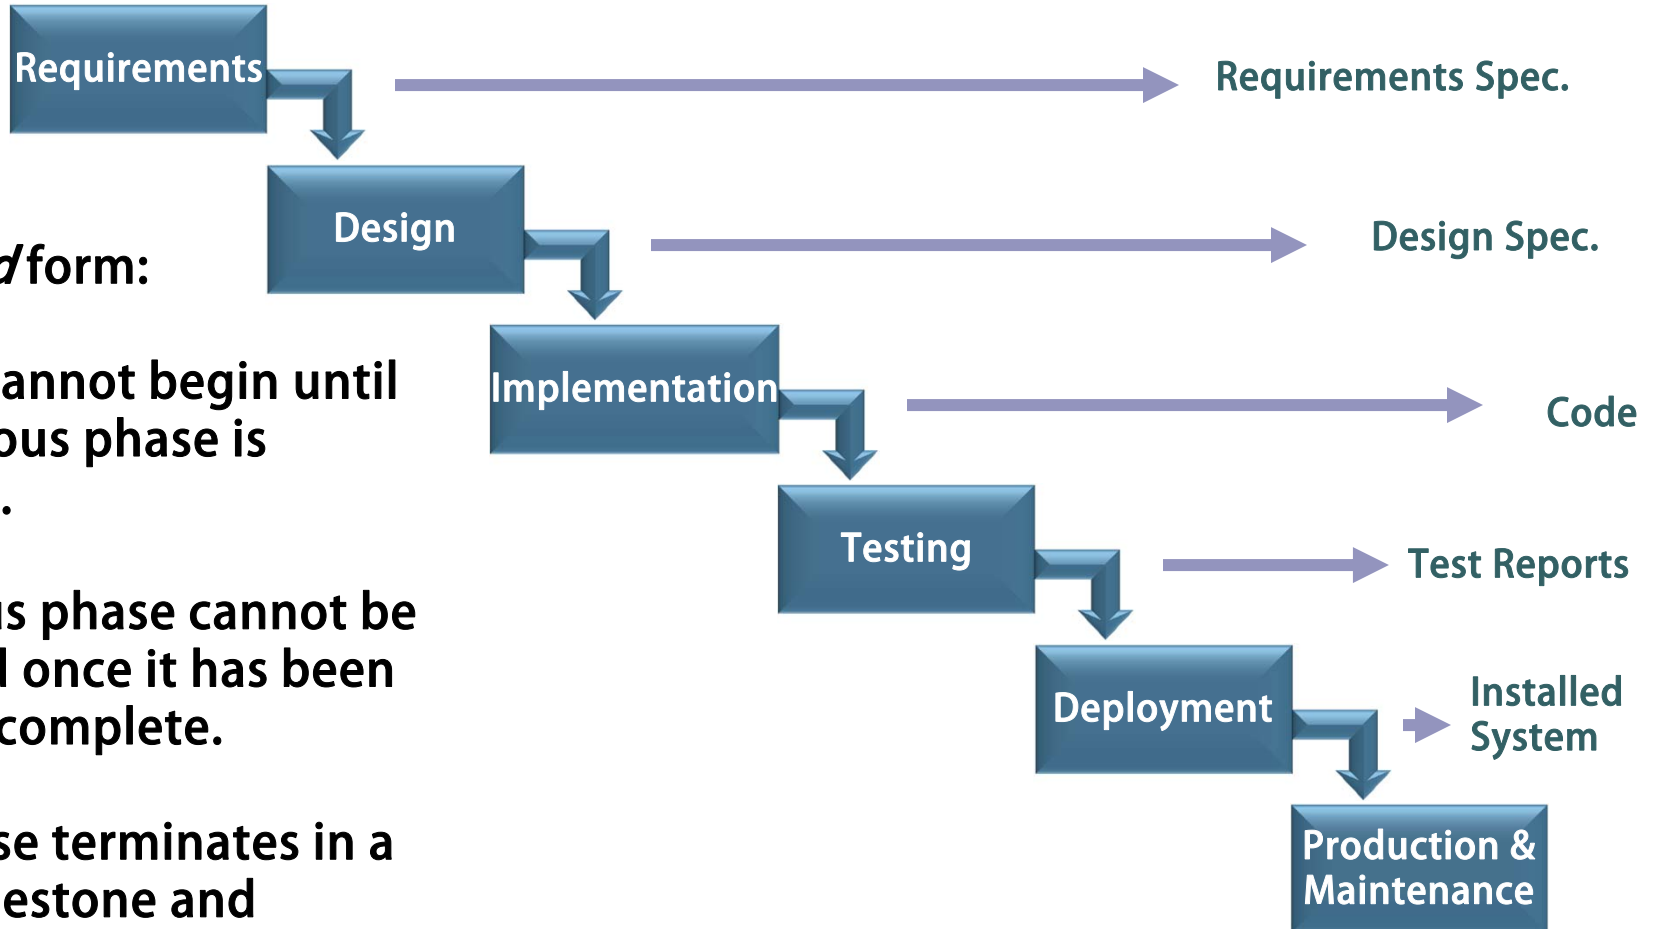 Requirements
Requirements Spec.
Design
Design Spec.
d form:
annot begin until
ous phase is
.
Implementation
Code
Testing
Test Reports
us phase cannot be
d once it has been
complete.
Deployment
Installed
System
se terminates in a
estone and
Production &
Maintenance